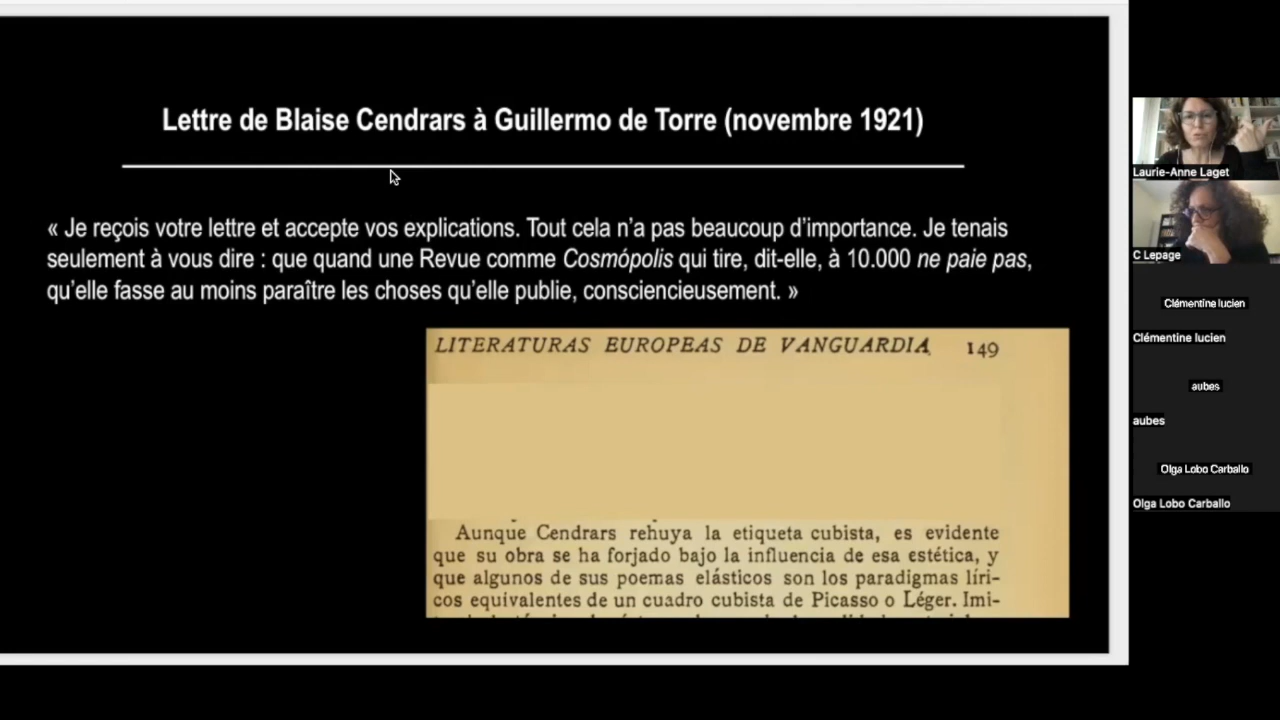 Lettre de Blaise Cendrars à Guillermo de Torre (novembre 1921)
« Je reçois votre lettre et accepte vos explications. Tout cela n’a pas beaucoup d’importance. Je tenais
seulement à vous dire : que quand une Revue comme Cosmópolis qui tire, dit-elle, à 10.000 ne paie pas,
qu’elle fasse au moins paraître les choses qu’elle publie, consciencieusement. »
LITERATURAS EUROPEAS DE VANGUARDIA 149
Aunque Cendrars rehuya la etiqueta cubista, es evidente
que su obra se ha forjado bajo la influencia de esa estética, y
que algunos de sus poemas elásticos son los paradigmas líri-
cos equivalentes de un cuadro cubista de Picasso o Léger. Imi-
Laurie-Anne Laget
C Lepage
Clémentine lucien
Clémentine lucien
aubes
aubes
Olga Lobo Carballo
Olga Lobo Carballo